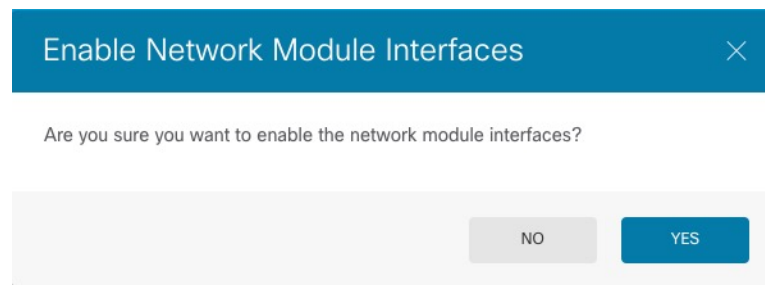 Enable Network Module Interfaces
Are you sure you want to enable the network module interfaces?
NO YES